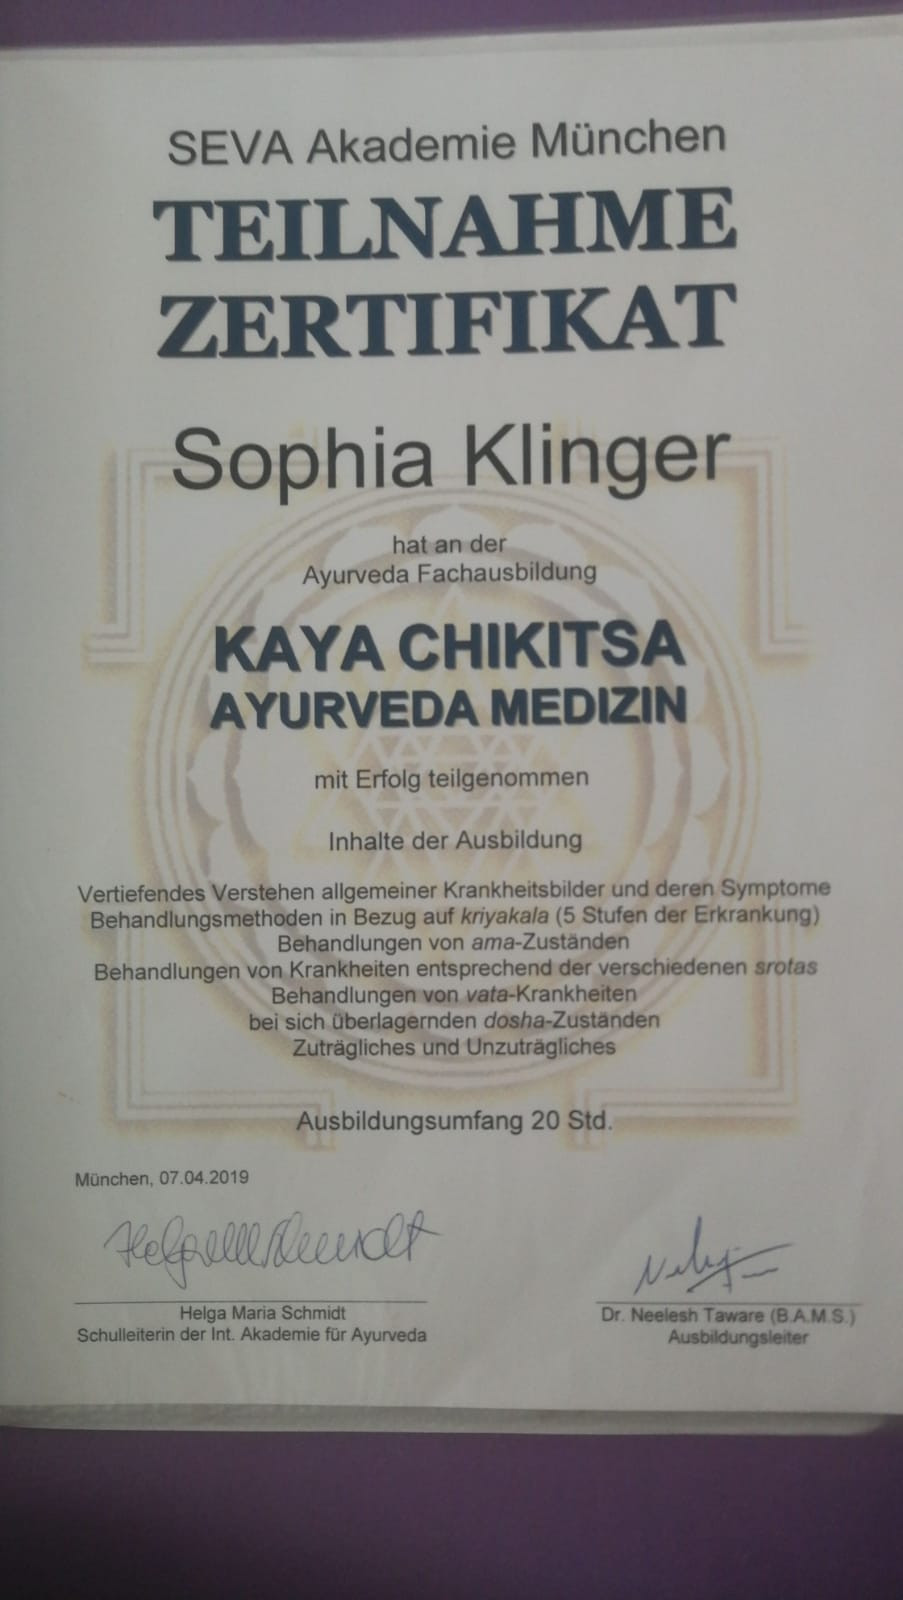 SEVA Akademie München
TEILNAHME
ZERTIFIKAT
Sophia Klinger
hat an der
Ayurveda Fachausbildung
KAYA CHIKITSA
AYURVEDA MEDIZIN
mit Erfolg teilgenommen
Inhalte der Ausbildung
Vertiefendes Verstehen allgemeiner Krankheitsbilder und deren Symptome
Behandlungsmethoden in Bezug auf kriyakala (5 Stufen der Erkrankung)
Behandlungen von ama-Zuständen
Behandlungen von Krankheiten entsprechend der verschiedenen srotas
Behandlungen von vata-Krankheiten
bei sich überlagernden dosha-Zuständen
Zuträgliches und Unzuträgliches
Ausbildungsumfang 20 Std.
München, 07.04.2019
Helga Maria Schmidt
Schulleiterin der Int. Akademie für Ayurveda
Dr. Neelesh Taware (B.A.M.S.)
Ausbildungsleiter